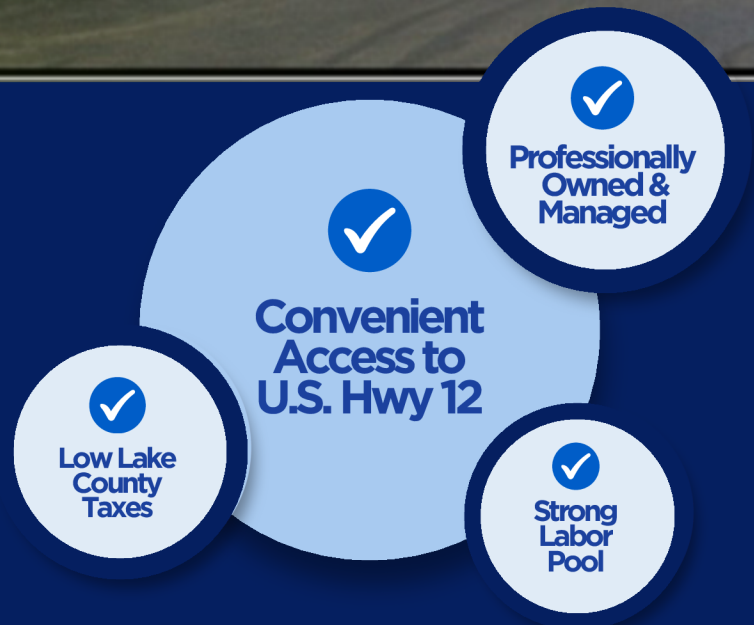 Professionally
Owned &
Managed
Convenient
Access to
U.S. Hwy 12
Low Lake
County
Taxes
Strong
Labor
Pool